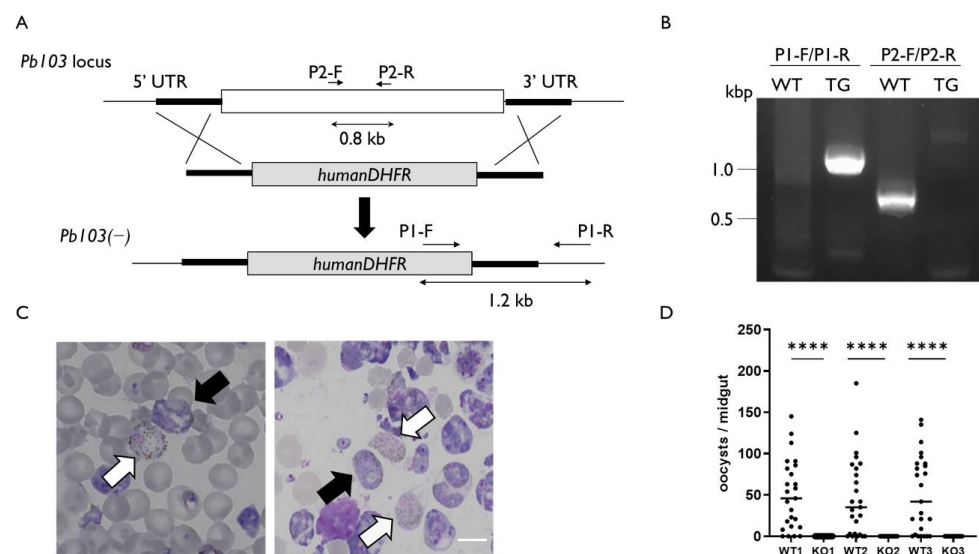 A
Pb103 locus
5' UTR
P2-F
P2-R
3' UTR
0.8 kb
humanDHFR
Pb103(−)
P1-F
P1-R
humanDHFR
1.2 kb
B
P1-F/P1-R
P2-F/P2-R
kbp
WT
TG
WT
TG
1.0
0.5
C
D
oocysts / midgut
250
200
150
100
50
0
**** **** ****
WT1 KO1 WT2 KO2 WT3 KO3